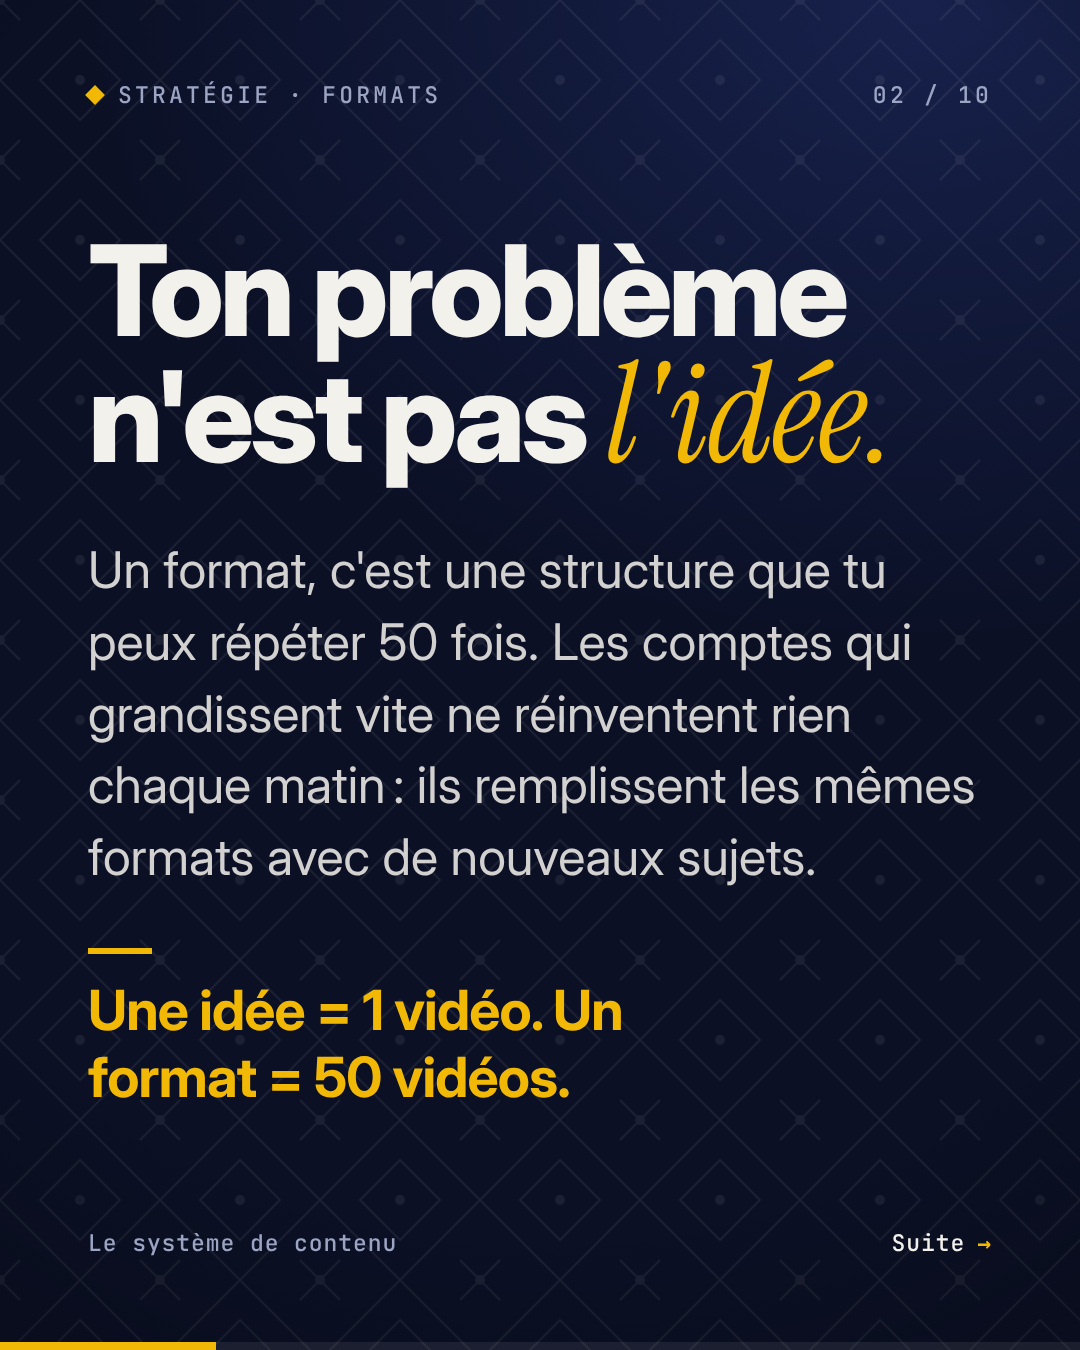 STRATÉGIE · FORMATS
02 / 10
Ton problème
n'est pas l'idée.
Un format, c'est une structure que tu
peux répéter 50 fois. Les comptes qui
grandissent vite ne réinventent rien
chaque matin : ils remplissent les mêmes
formats avec de nouveaux sujets.
Une idée = 1 vidéo. Un
format = 50 vidéos.
Le système de contenu
Suite →